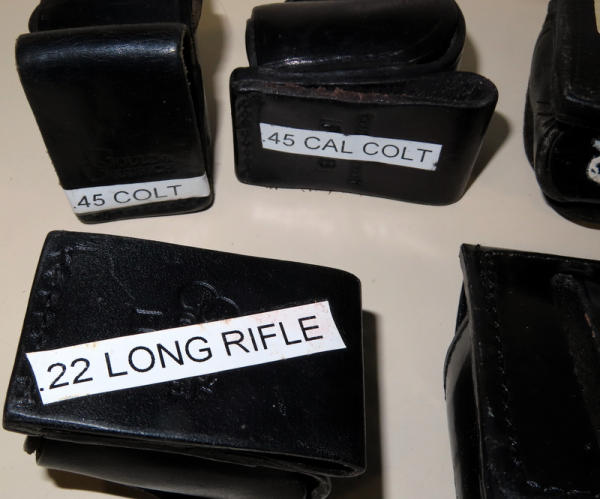 .45 COLT
.45 CAL COLT
.22 LONG RIFLE